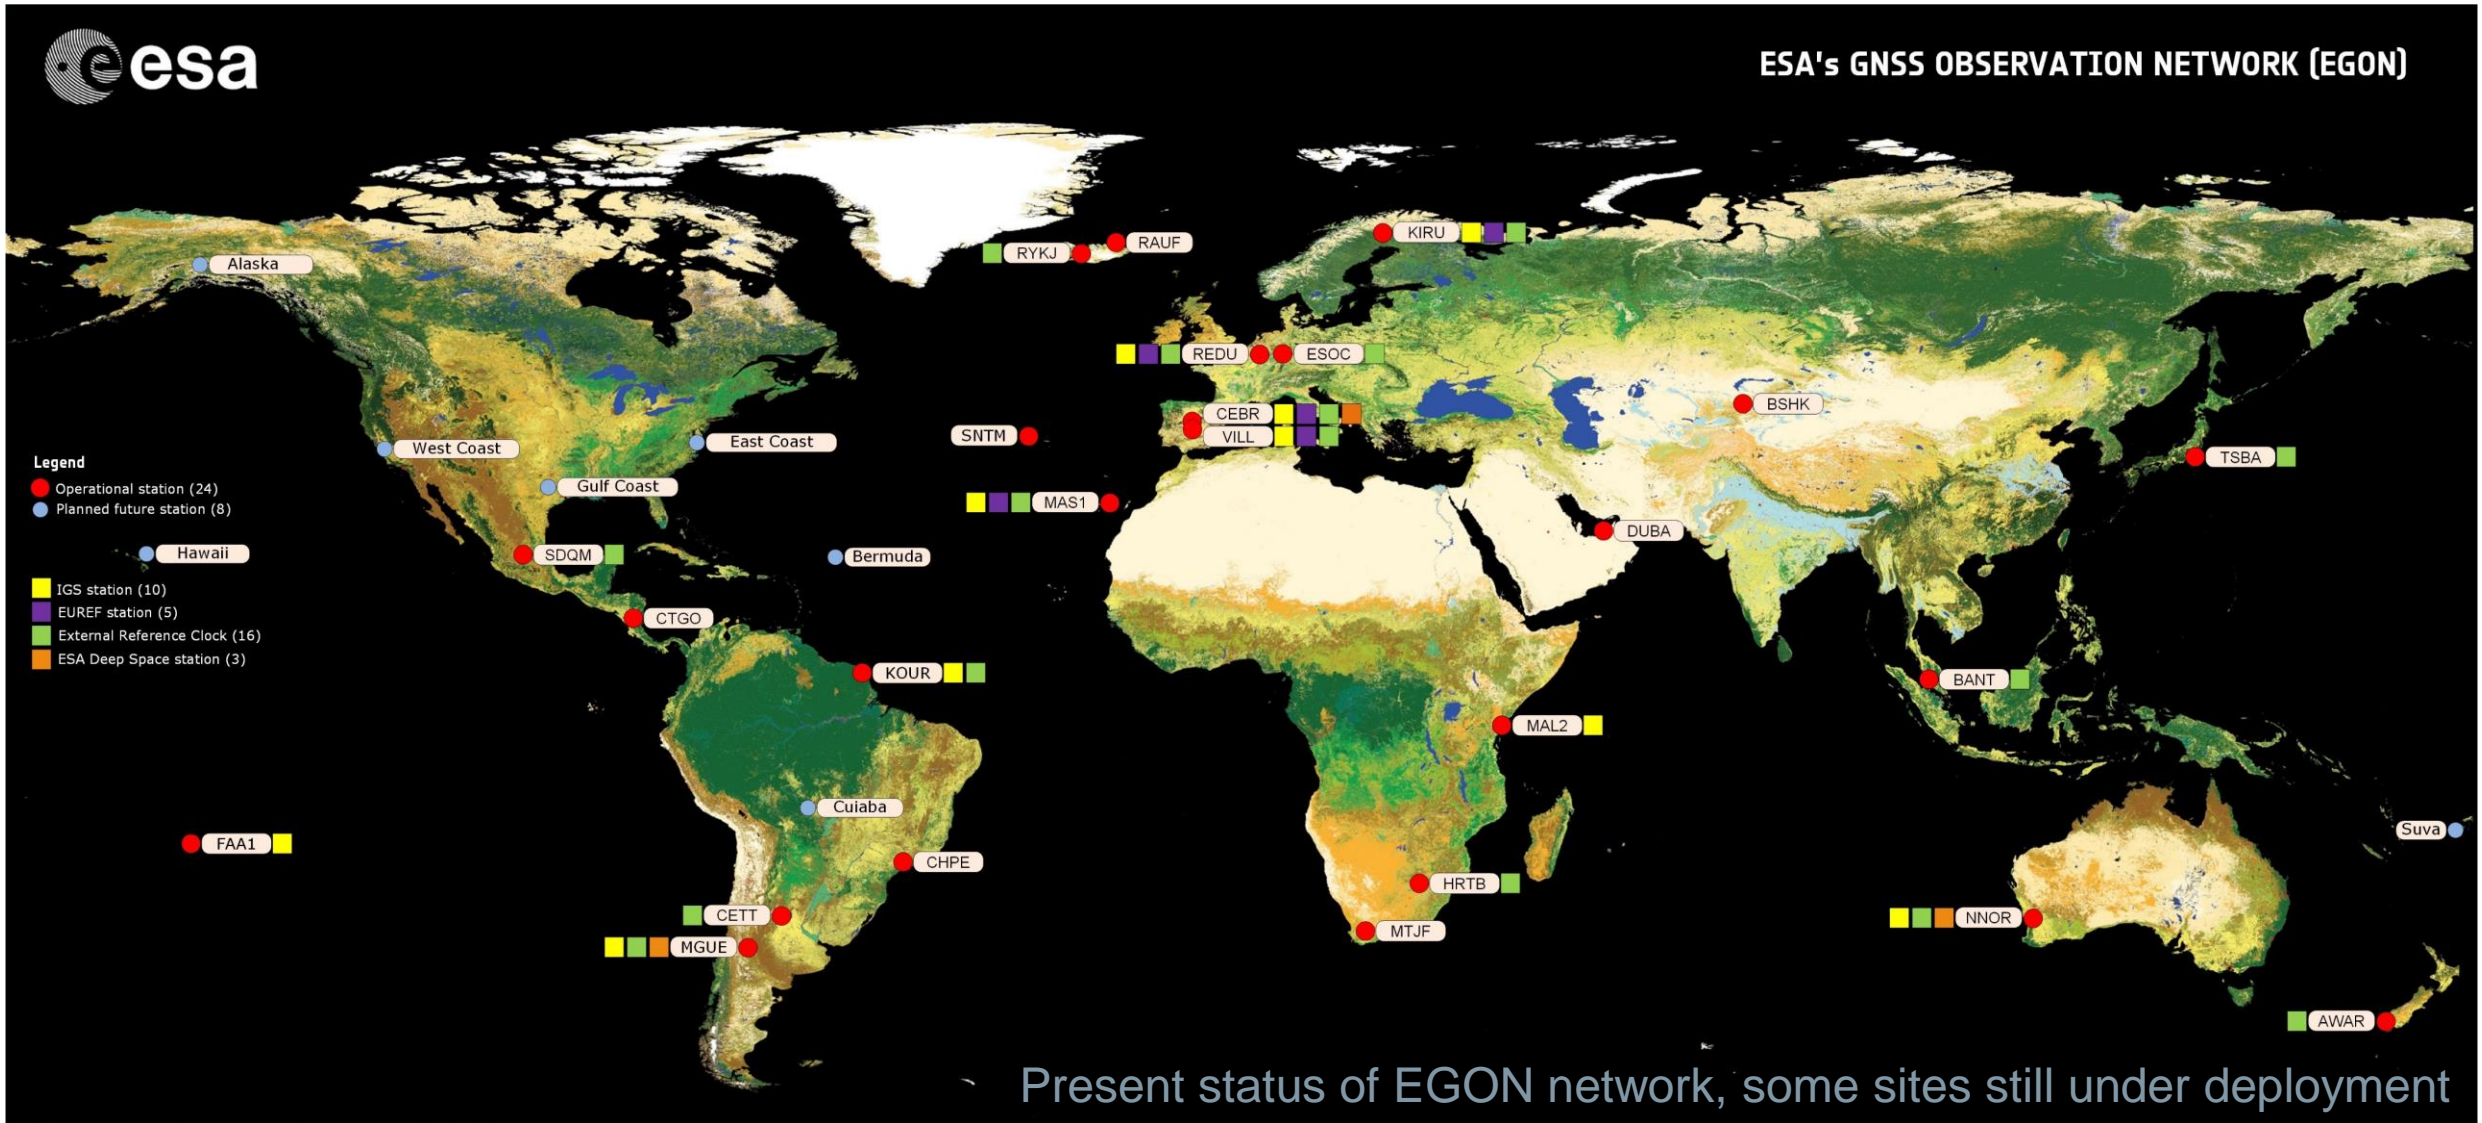 esa
ESA's GNSS OBSERVATION NETWORK (EGON)
KIRU
RAUF
RYKJ
Alaska
REDU
ESOC
BSHK
CEBR
SNTM
VILL
East Coast
West Coast
TSBA
Legend
Operational station (24)
Planned future station (8)
Gulf Coast
MAS1
DUBA
Hawaii
SDQM
Bermuda
IGS station (10)
EUREF station (5)
External Reference Clock (16)
ESA Deep Space station (3)
CTGO
KOUR
BANT
MAL2
Cuiaba
Suva
FAA1
CHPE
HRTB
CETT
NNOR
MTJF
MGUE
AWAR
Present status of EGON network, some sites still under deployment